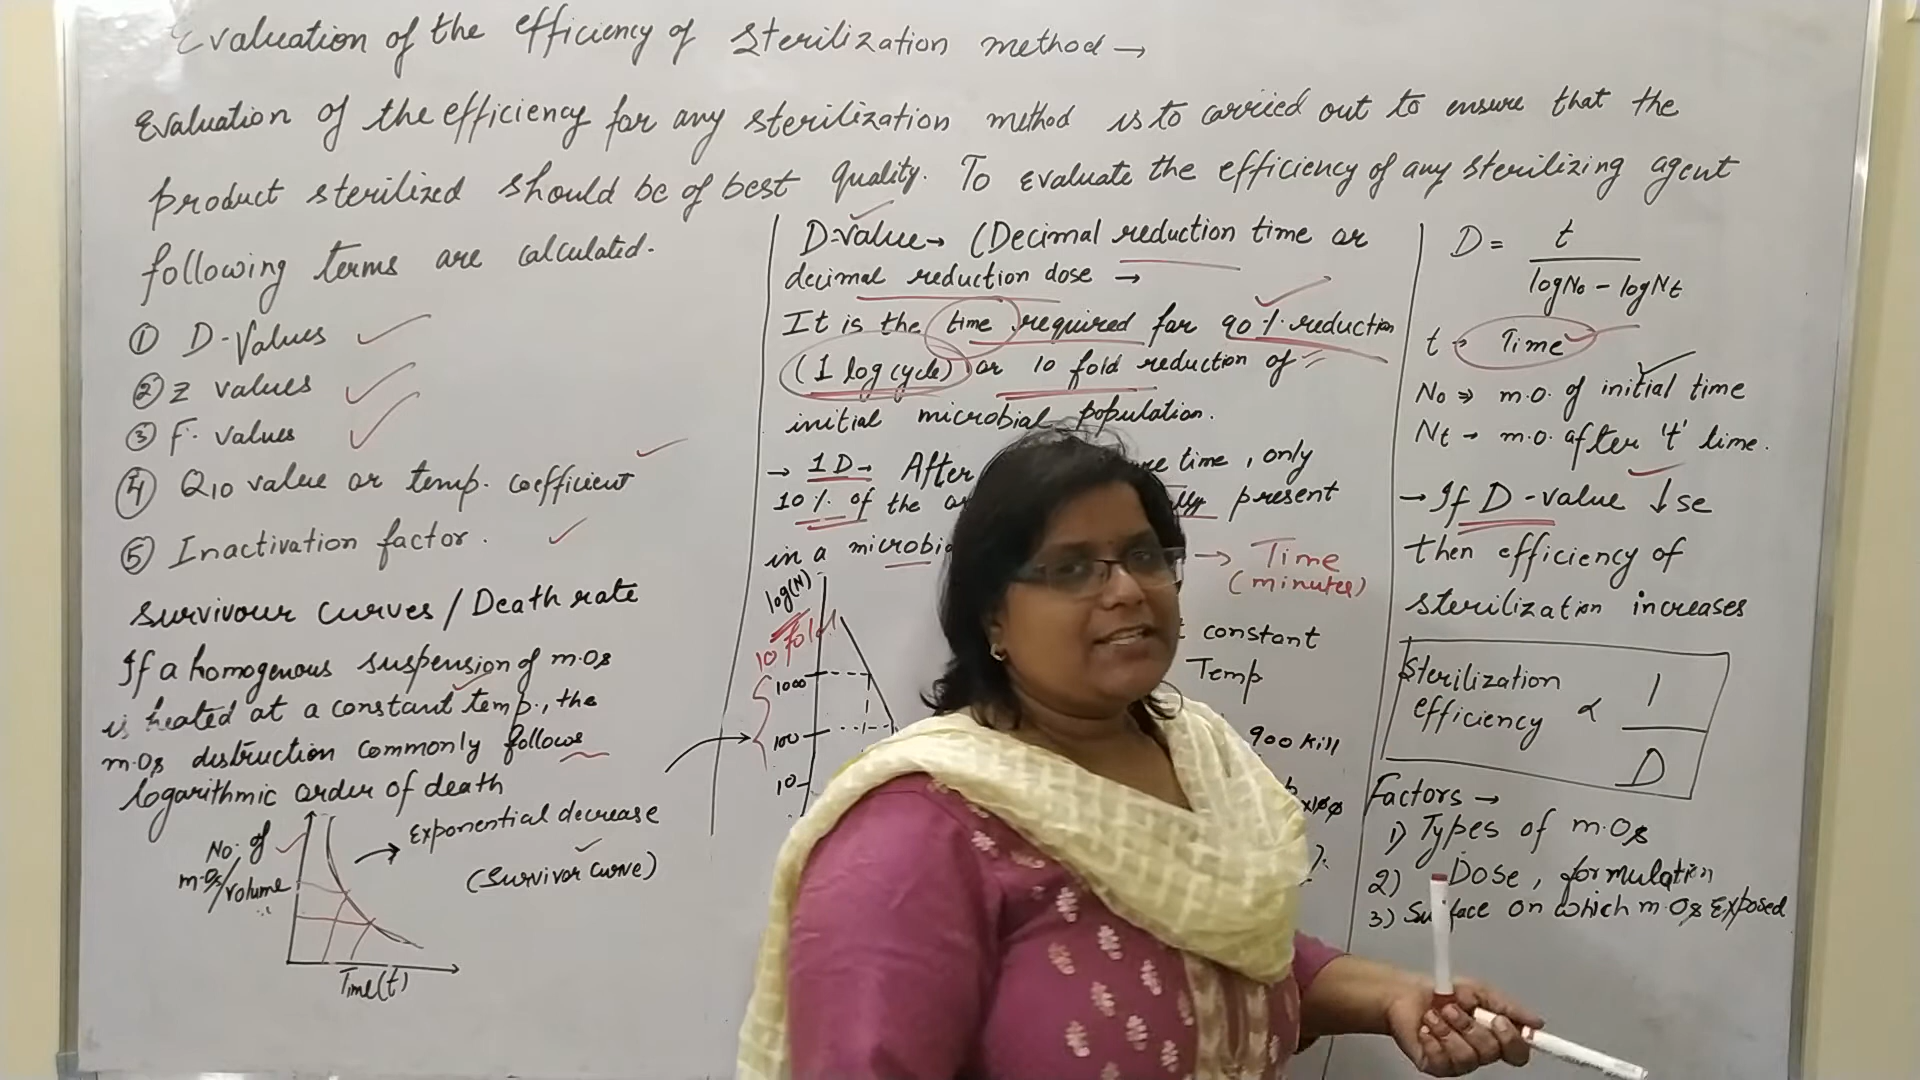 Evaluation of the efficiency of sterilization method →
Evaluation of the efficiency for any sterilization method is to carried out to ensure that the
product sterilized should be of best quality. To evaluate the efficiency of any sterilizing agent
following terms are calculated.
① D-Values
② Z values
③ F. values
④ Q10 value or temp. coefficient
⑤ Inactivation factor.
Survivour curves / Death rate
If a homogenous suspension of m.Os
is heated at a constant temp., the
m.Os distruction commonly follows
logarithmic order of death
No. of
m.Os/volume
Exponential decrease
(Survivor curve)
Time(t)
D-value → (Decimal reduction time or
decimal reduction dose →
It is the time required for 90% reduction
(1 log cycle) or 10 fold reduction of
initial microbial population.
→ 1D → After time, only
10% of the present
in a
log(N)
10 fold
1000
100
10
→ Time
(minutes)
constant
Temp
900 kill
D = t / logN0 - logNt
t → Time
N0 → m.o. of initial time
Nt → m.o. after 't' time.
→ If D-value ↓se
then efficiency of
sterilization increases
Sterilization efficiency ∝ 1 / D
Factors →
1) Types of m.Os
2) Dose, formulation
3) Surface on which m.Os Exposed